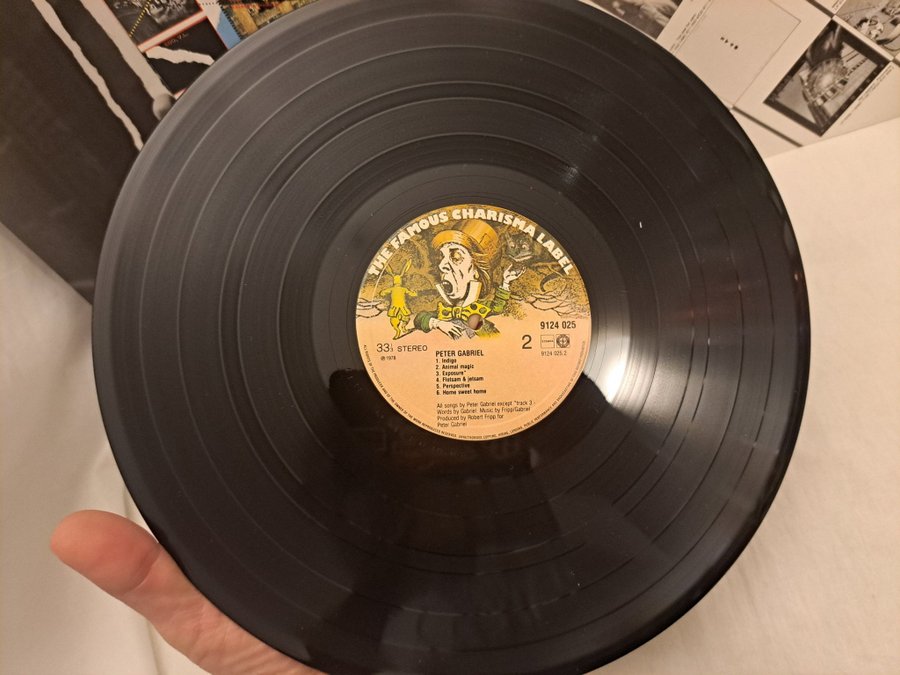 THE FAMOUS CHARISMA LABEL
9124 025
33⅓ STEREO
2
STEMRA
9124 025 2
℗ 1978
PETER GABRIEL
1. Indigo
2. Animal magic
3. Exposure*
4. Flotsam & jetsam
5. Perspective
6. Home sweet home
All songs by Peter Gabriel except *track 3
Words by Gabriel; Music by Fripp/Gabriel
Produced by Robert Fripp for
Peter Gabriel